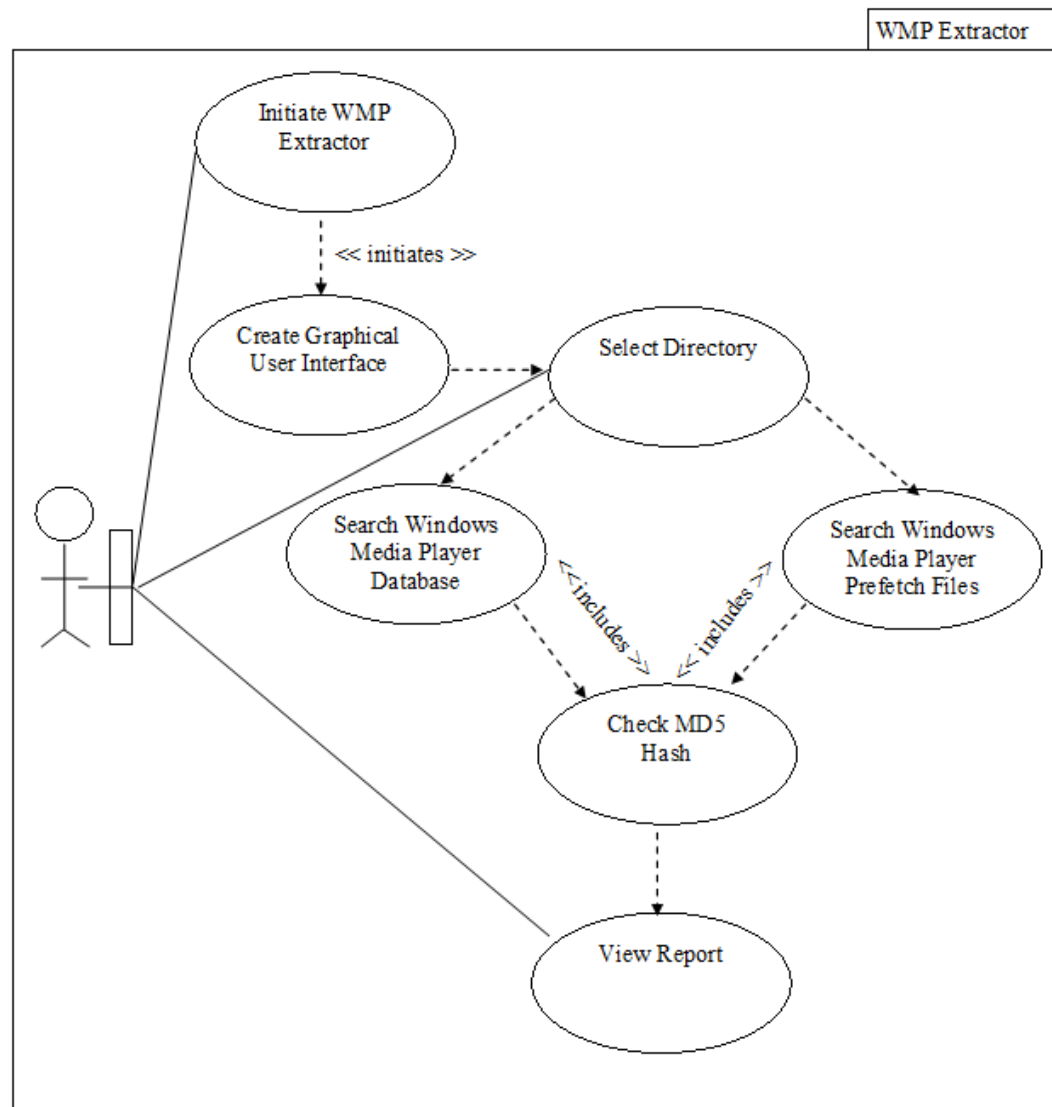 WMP Extractor
Initiate WMP
Extractor
<< initiates >>
Create Graphical
User Interface
Select Directory
Search Windows
Media Player
Database
Search Windows
Media Player
Prefetch Files
<<includes >>
<< includes >>
Check MD5
Hash
View Report